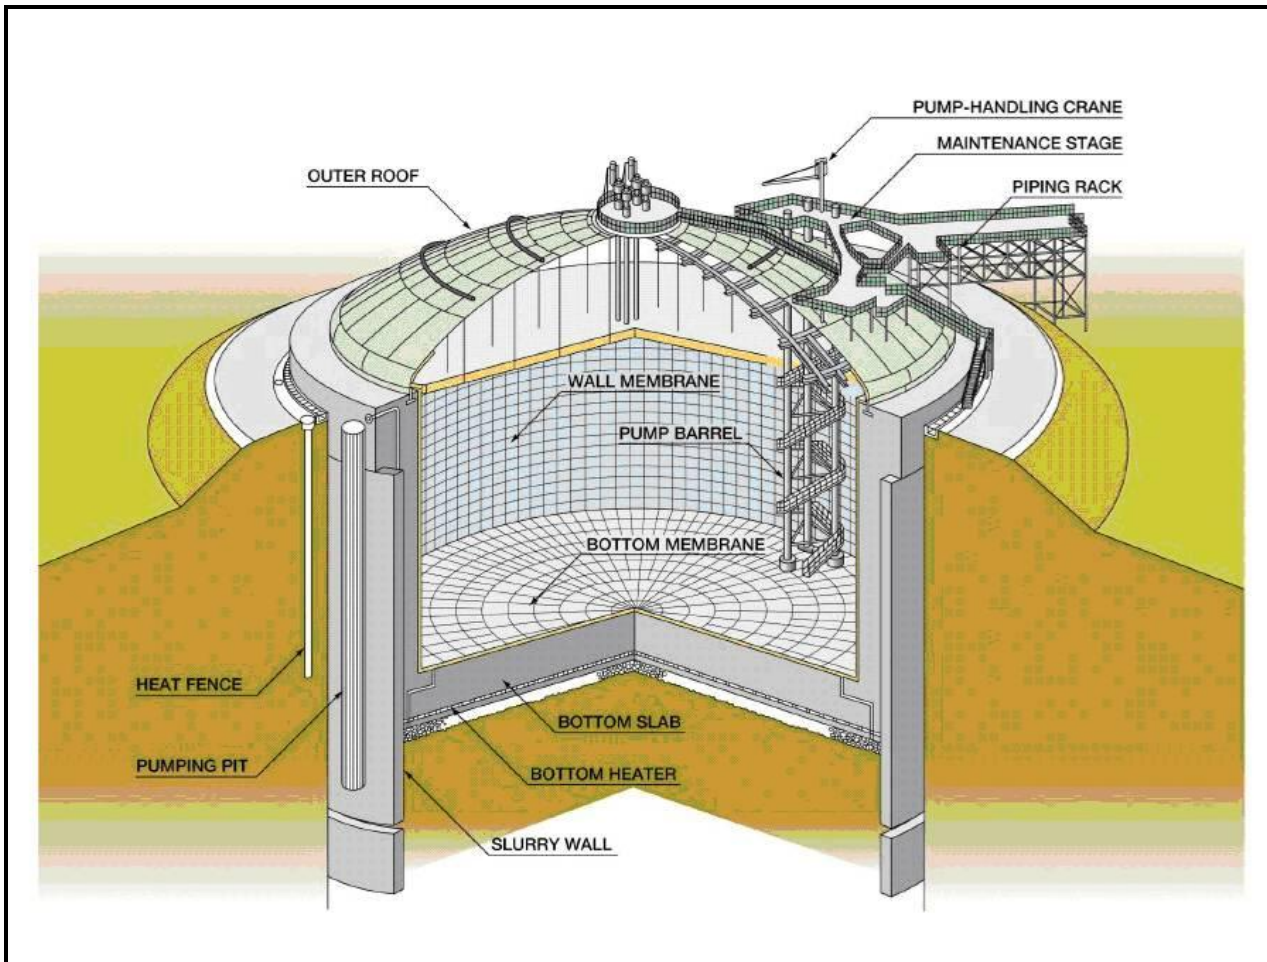 PUMP-HANDLING CRANE
MAINTENANCE STAGE
OUTER ROOF
PIPING RACK
WALL MEMBRANE
PUMP BARREL
BOTTOM MEMBRANE
HEAT FENCE
BOTTOM SLAB
PUMPING PIT
BOTTOM HEATER
SLURRY WALL